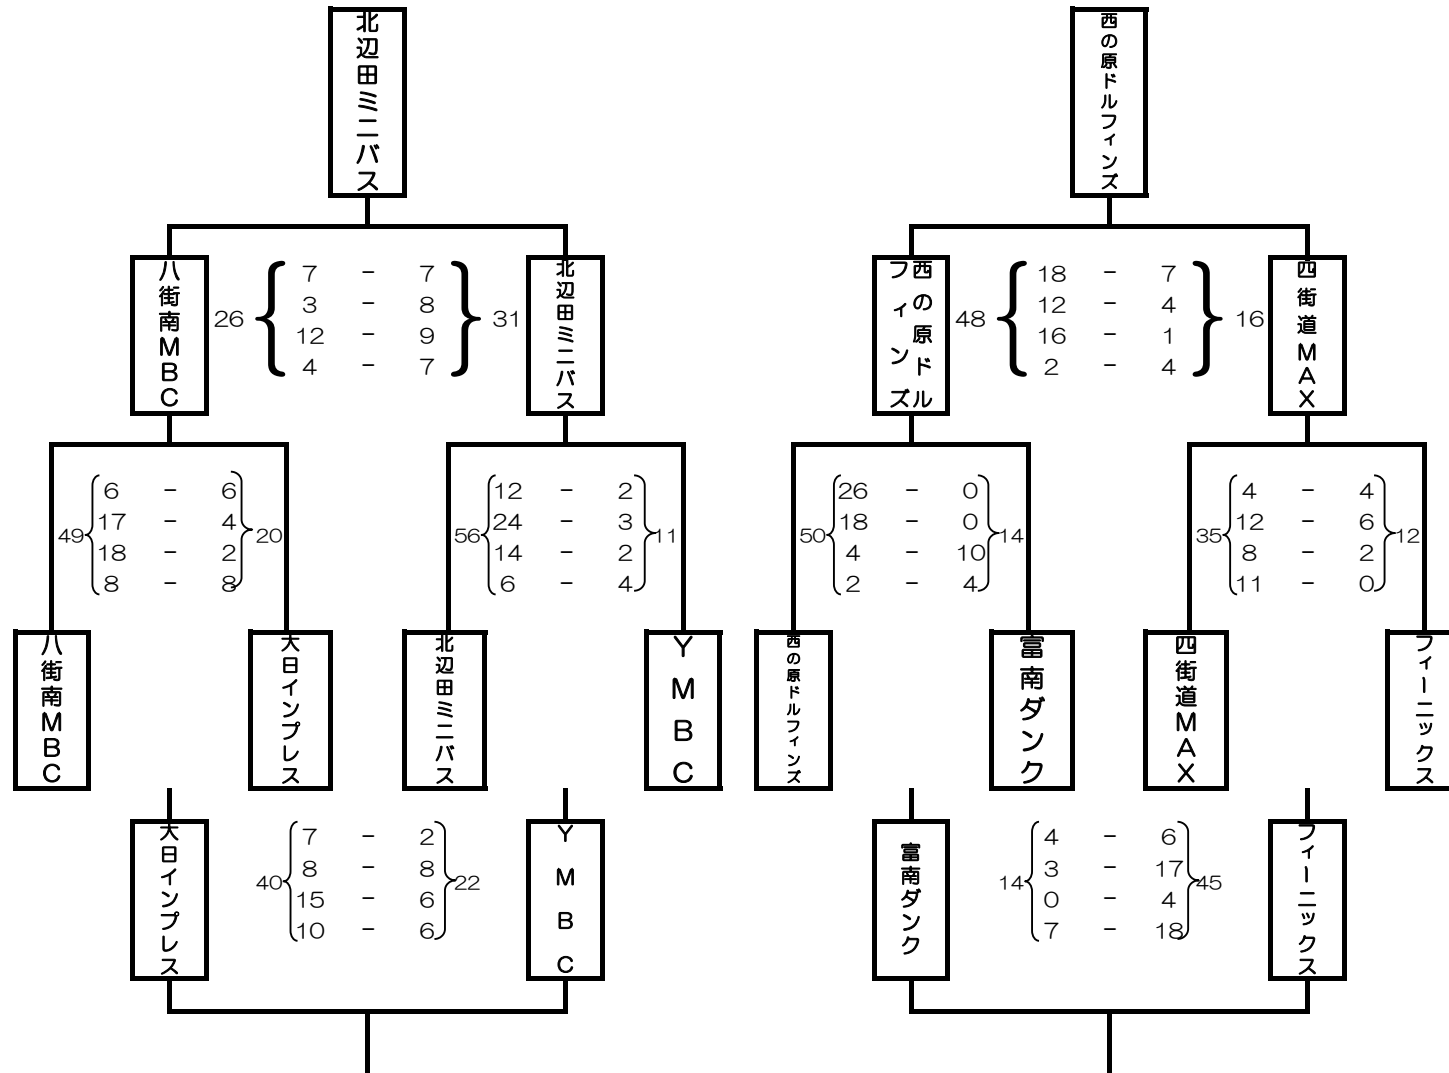 北辺田ミニバス
西の原ドルフィンズ
八街南ＭＢＣ
26
7 - 7
3 - 8
12 - 9
4 - 7
31
北辺田ミニバス
西の原ドル
フィンズ
48
18 - 7
12 - 4
16 - 1
2 - 4
16
四街道ＭＡＸ
49
6 - 6
17 - 4
18 - 2
8 - 8
20
56
12 - 2
24 - 3
14 - 2
6 - 4
11
50
26 - 0
18 - 0
4 - 10
2 - 4
14
35
4 - 4
12 - 6
8 - 2
11 - 0
12
八街南ＭＢＣ
大日インプレス
北辺田ミニバス
ＹＭＢＣ
西の原ドルフィンズ
富南ダンク
四街道ＭＡＸ
フィーニックス
大日インプレス
40
7 - 2
8 - 8
15 - 6
10 - 6
22
ＹＭＢＣ
富南ダンク
14
4 - 6
3 - 17
0 - 4
7 - 18
45
フィーニックス